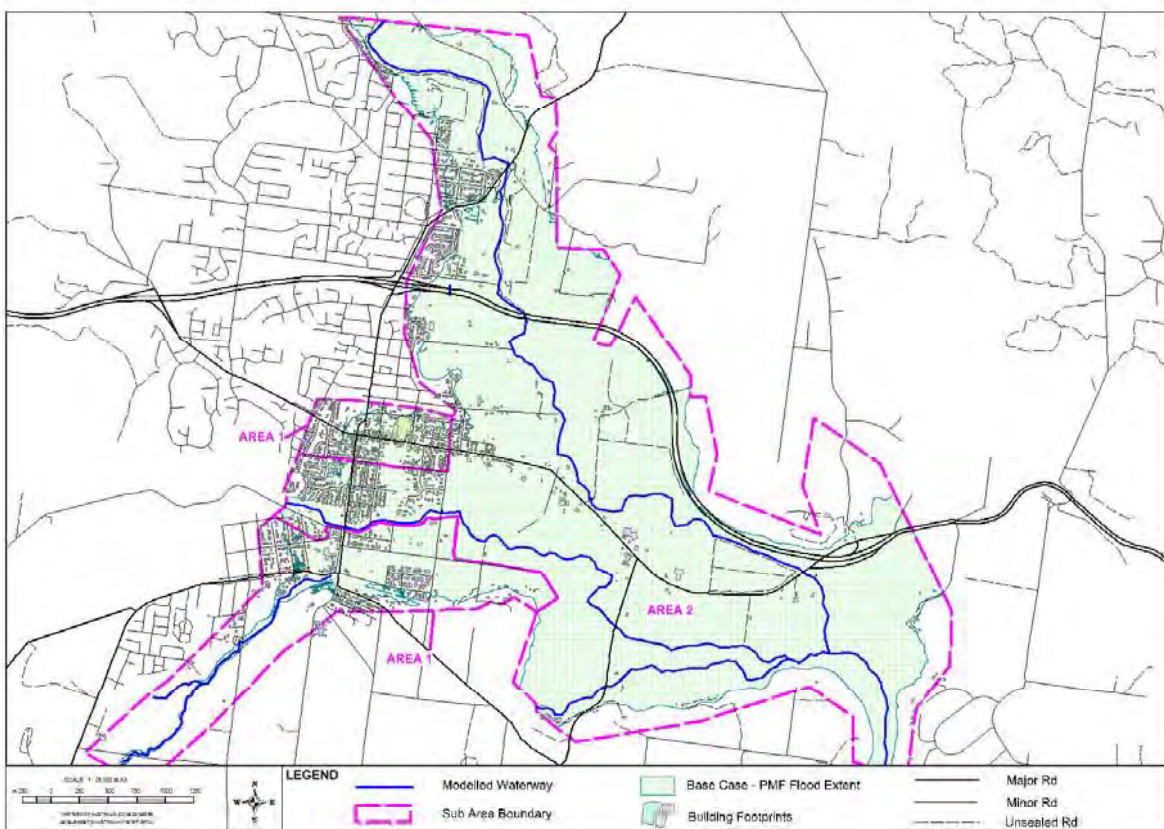 AREA 1
AREA 2
AREA 1
LEGEND
Modelled Waterway
Sub Area Boundary
Base Case - PMF Flood Extent
Building Footprints
Major Rd
Minor Rd
Unsealed Rd
N
W E
S